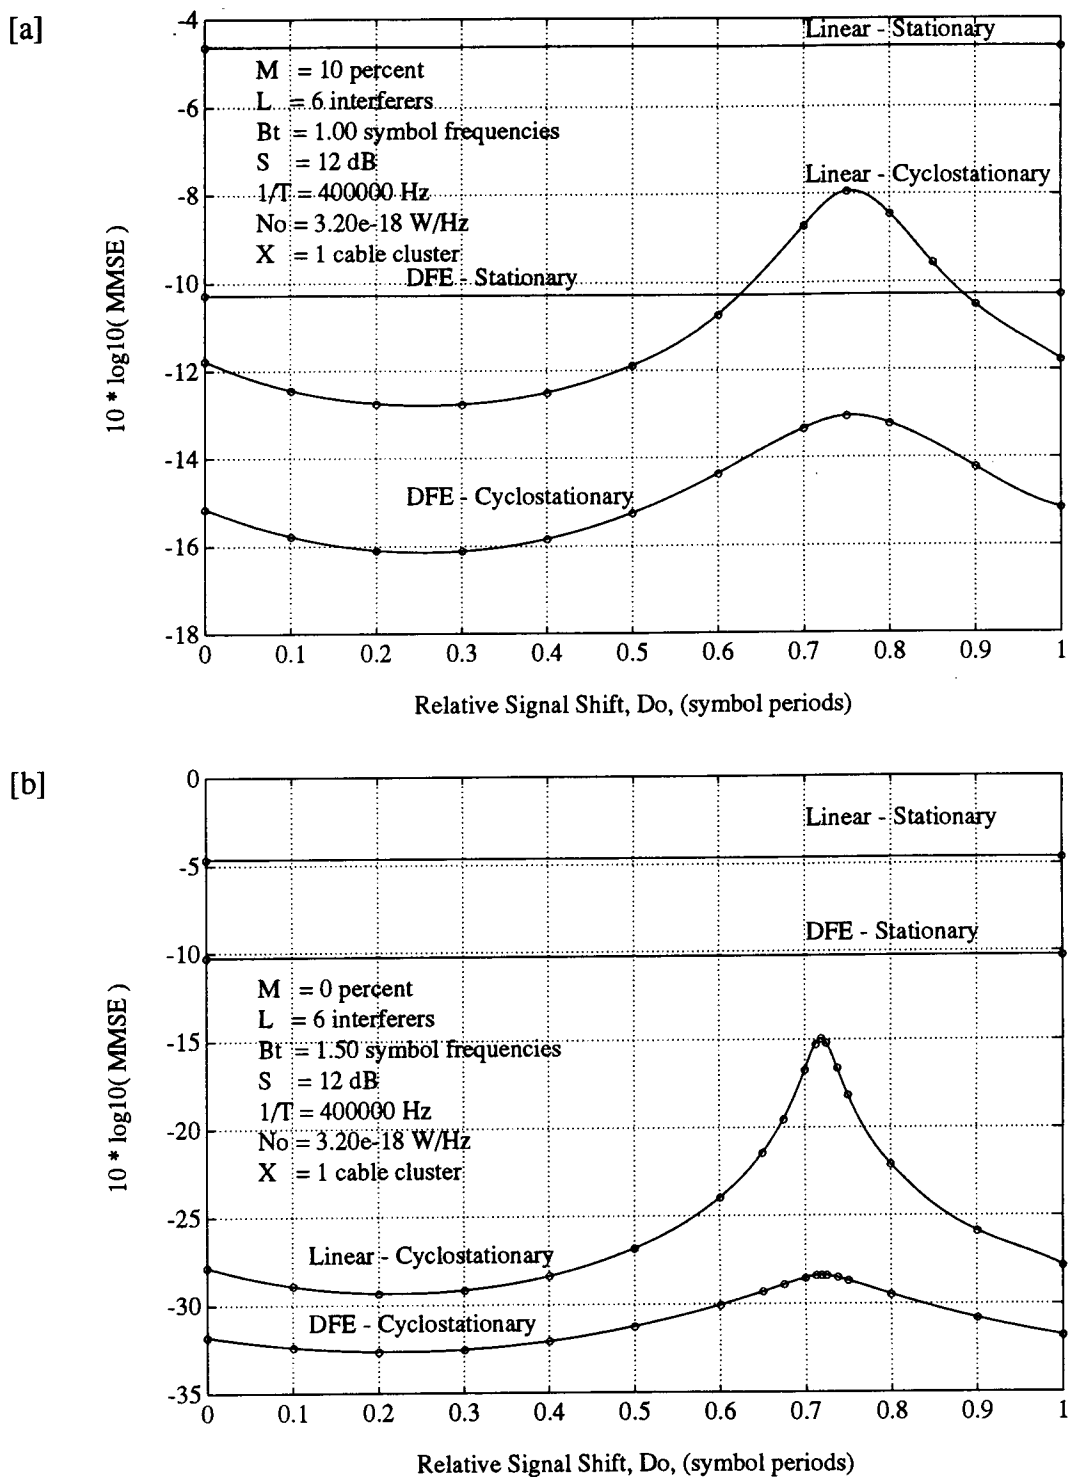 [a]
-4
-6
-8
-10
-12
-14
-16
-18
10 * log10( MMSE )
Linear - Stationary
M = 10 percent
L = 6 interferers
Bt = 1.00 symbol frequencies
S = 12 dB
1/T = 400000 Hz
No = 3.20e-18 W/Hz
X = 1 cable cluster
Linear - Cyclostationary
DFE - Stationary
DFE - Cyclostationary
0 0.1 0.2 0.3 0.4 0.5 0.6 0.7 0.8 0.9 1
Relative Signal Shift, Do, (symbol periods)
[b]
0
-5
-10
-15
-20
-25
-30
-35
10 * log10( MMSE )
Linear - Stationary
DFE - Stationary
M = 0 percent
L = 6 interferers
Bt = 1.50 symbol frequencies
S = 12 dB
1/T = 400000 Hz
No = 3.20e-18 W/Hz
X = 1 cable cluster
Linear - Cyclostationary
DFE - Cyclostationary
0 0.1 0.2 0.3 0.4 0.5 0.6 0.7 0.8 0.9 1
Relative Signal Shift, Do, (symbol periods)